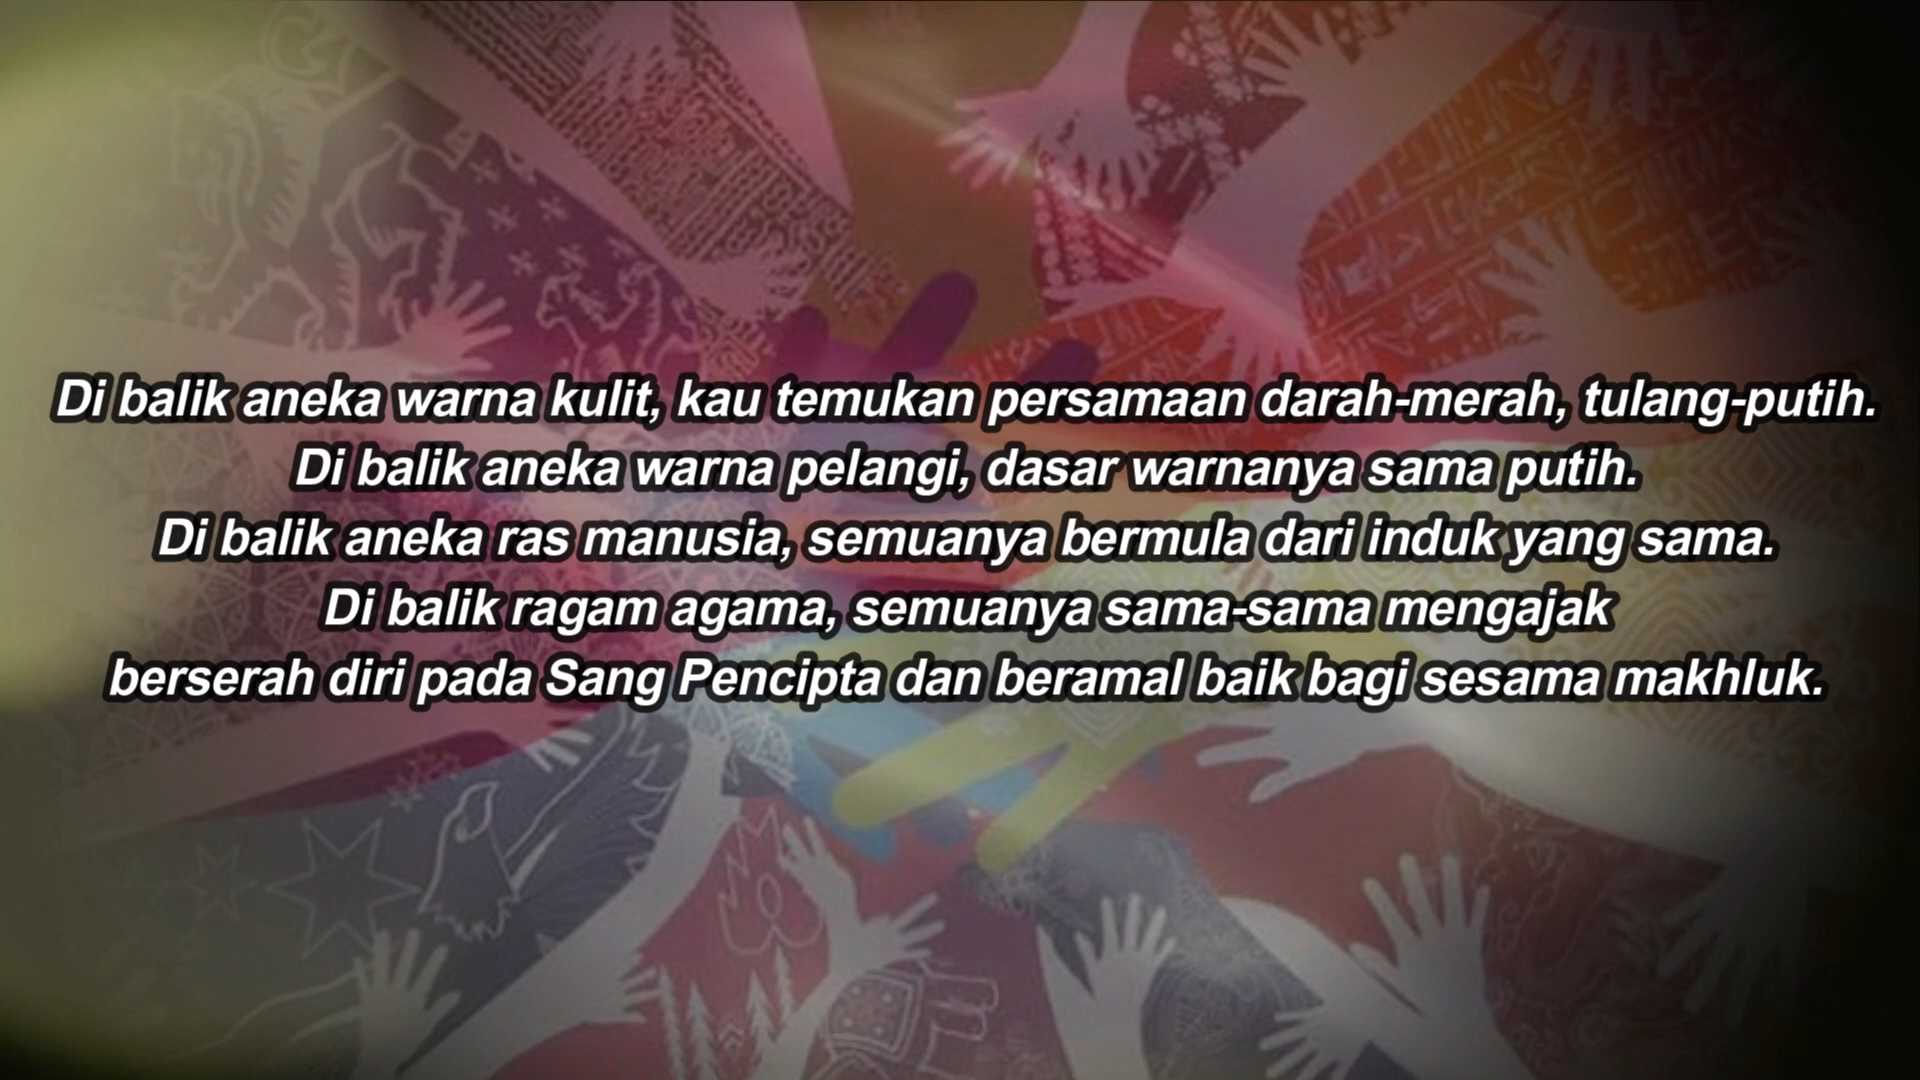 Di balik aneka warna kulit, kau temukan persamaan darah-merah, tulang-putih.
Di balik aneka warna pelangi, dasar warnanya sama putih.
Di balik aneka ras manusia, semuanya bermula dari induk yang sama.
Di balik ragam agama, semuanya sama-sama mengajak
berserah diri pada Sang Pencipta dan beramal baik bagi sesama makhluk.